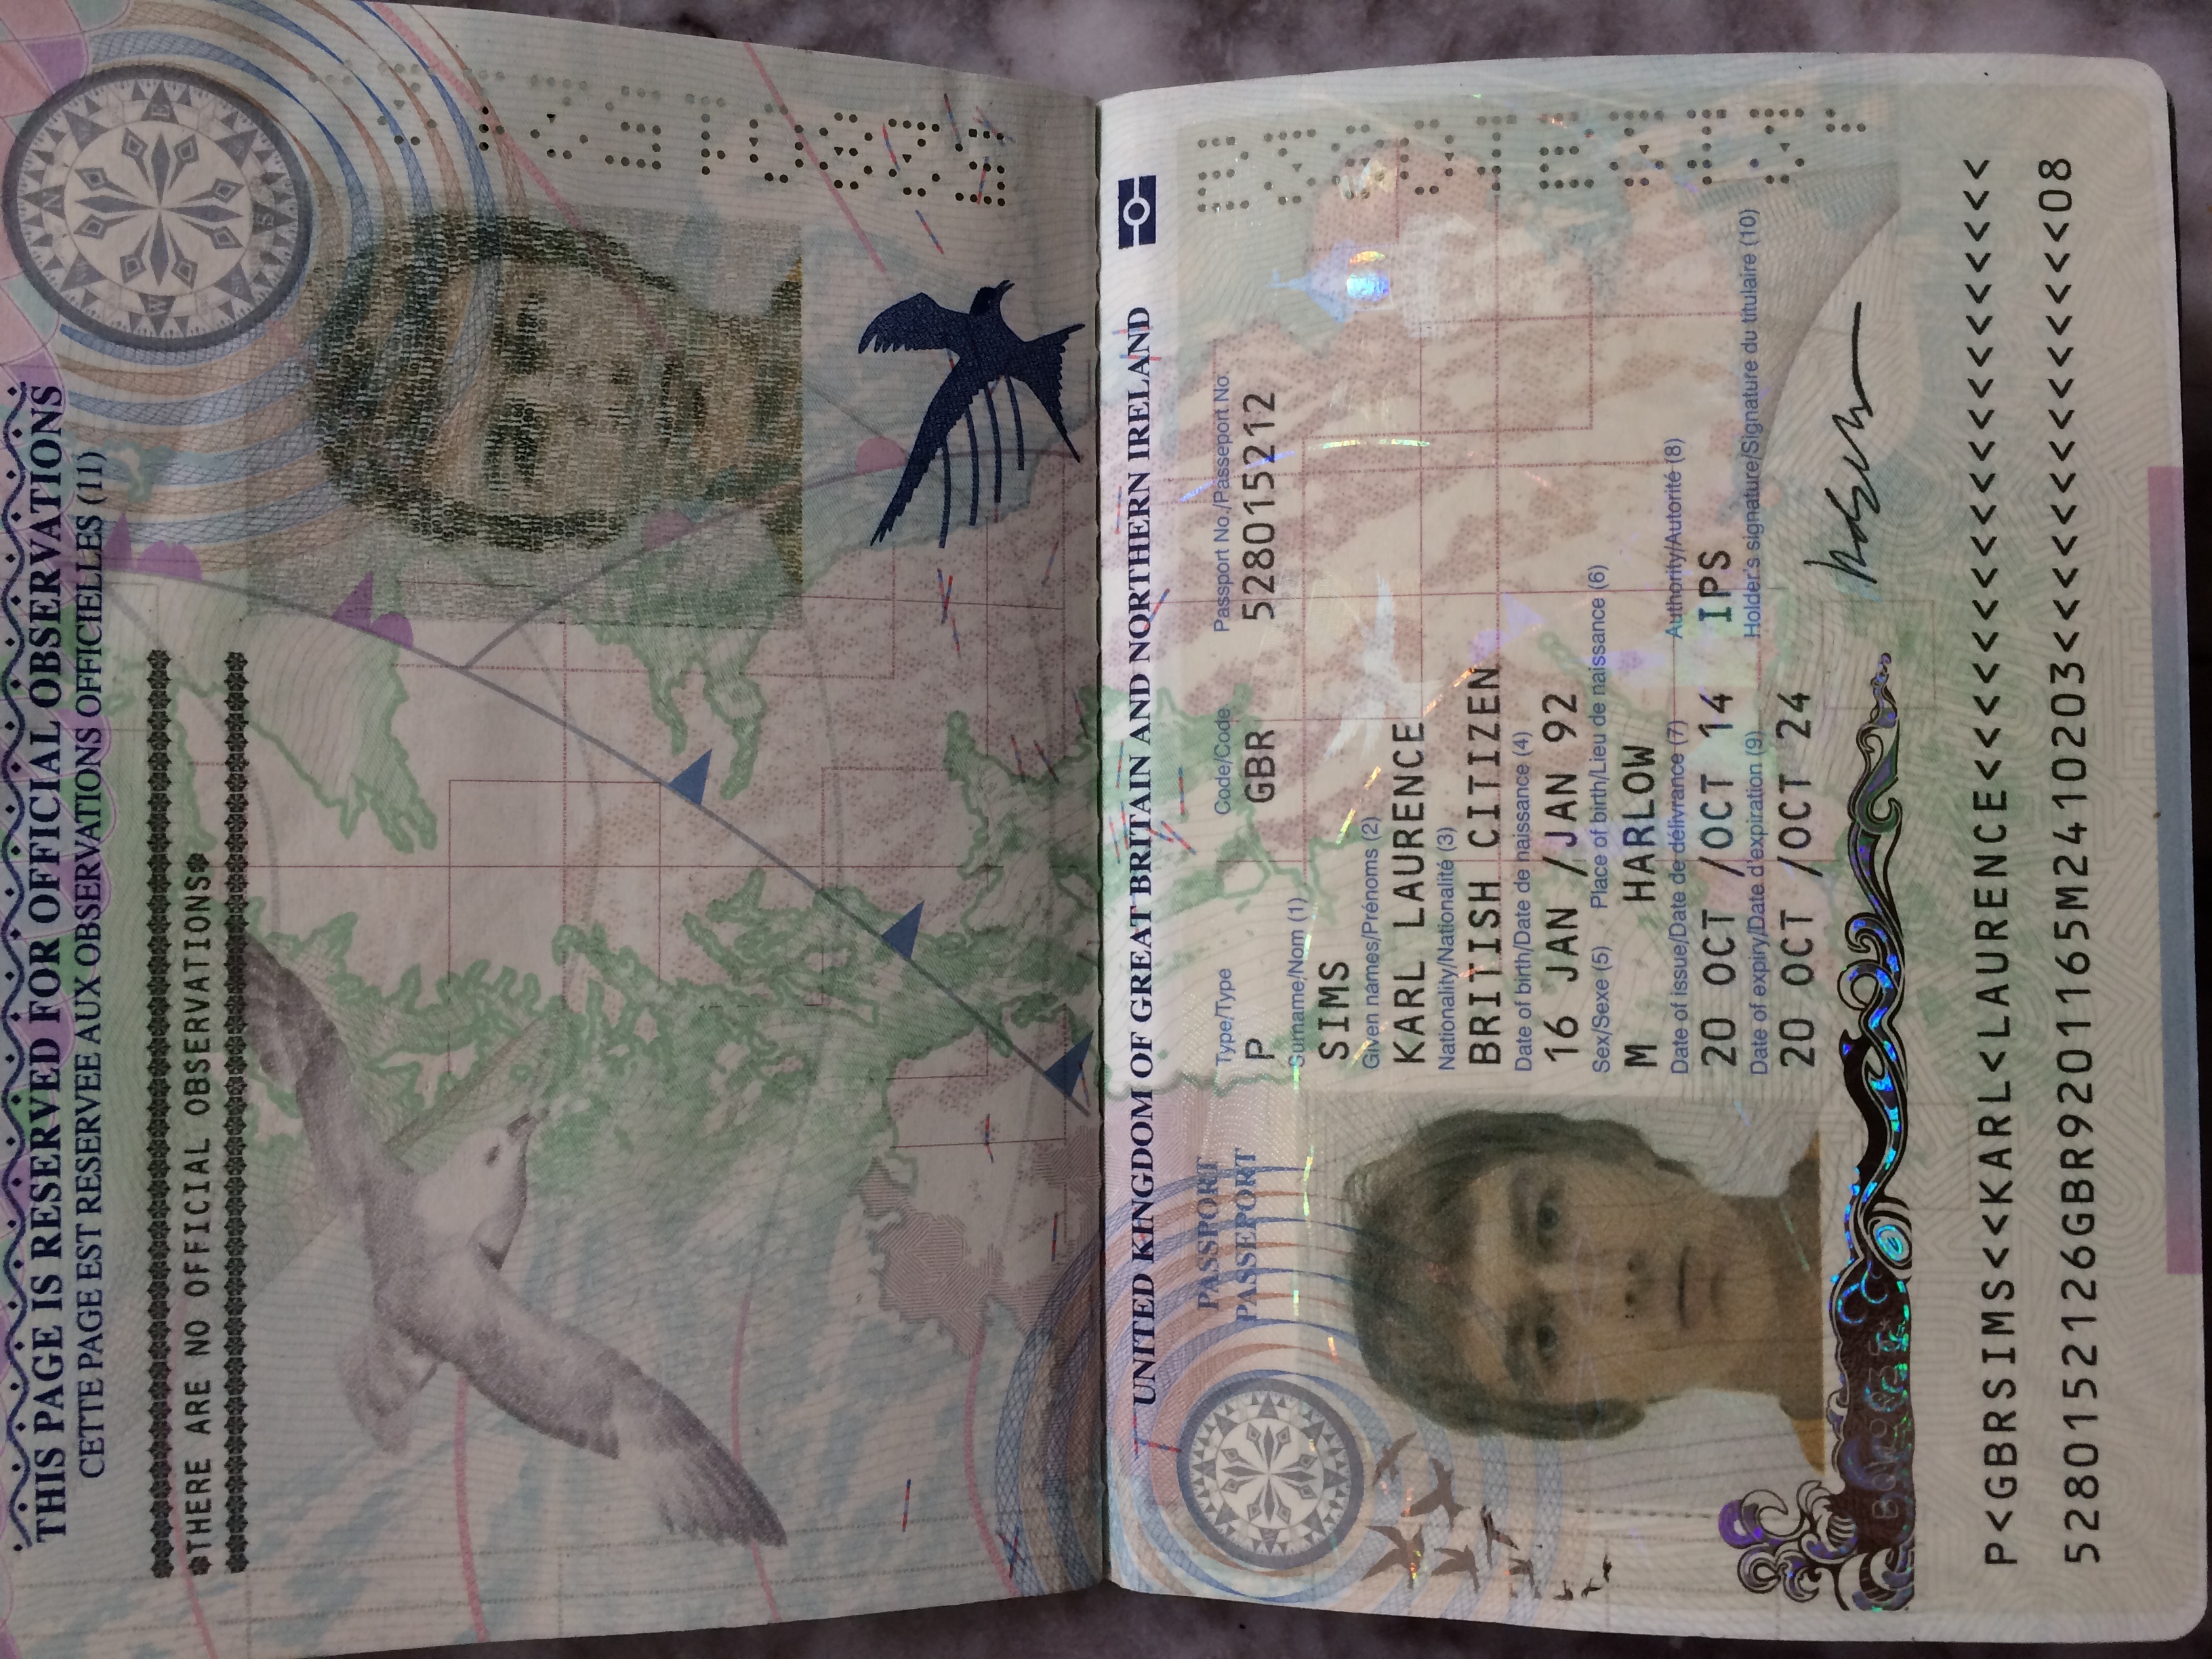 THIS PAGE IS RESERVED FOR OFFICIAL OBSERVATIONS
CETTE PAGE EST RESERVEE AUX OBSERVATIONS OFFICIELLES (11)
*THERE ARE NO OFFICIAL OBSERVATIONS*
UNITED KINGDOM OF GREAT BRITAIN AND NORTHERN IRELAND
PASSPORT
PASSEPORT
Type/Type Code/Code Passport No./Passeport No.
P GBR 528015212
Surname/Nom (1)
SIMS
Given names/Prénoms (2)
KARL LAURENCE
Nationality/Nationalité (3)
BRITISH CITIZEN
Date of birth/Date de naissance (4)
16 JAN /JAN 92
Sex/Sexe (5) Place of birth/Lieu de naissance (6)
M HARLOW
Date of issue/Date de délivrance (7) Authority/Autorité (8)
20 OCT /OCT 14 IPS
Date of expiry/Date d'expiration (9) Holder's signature/Signature du titulaire (10)
20 OCT /OCT 24
P<GBRSIMS<<KARL<LAURENCE<<<<<<<<<<<<<<<<<<<<
5280152126GBR9201165M2410203<<<<<<<<<<<<<<08